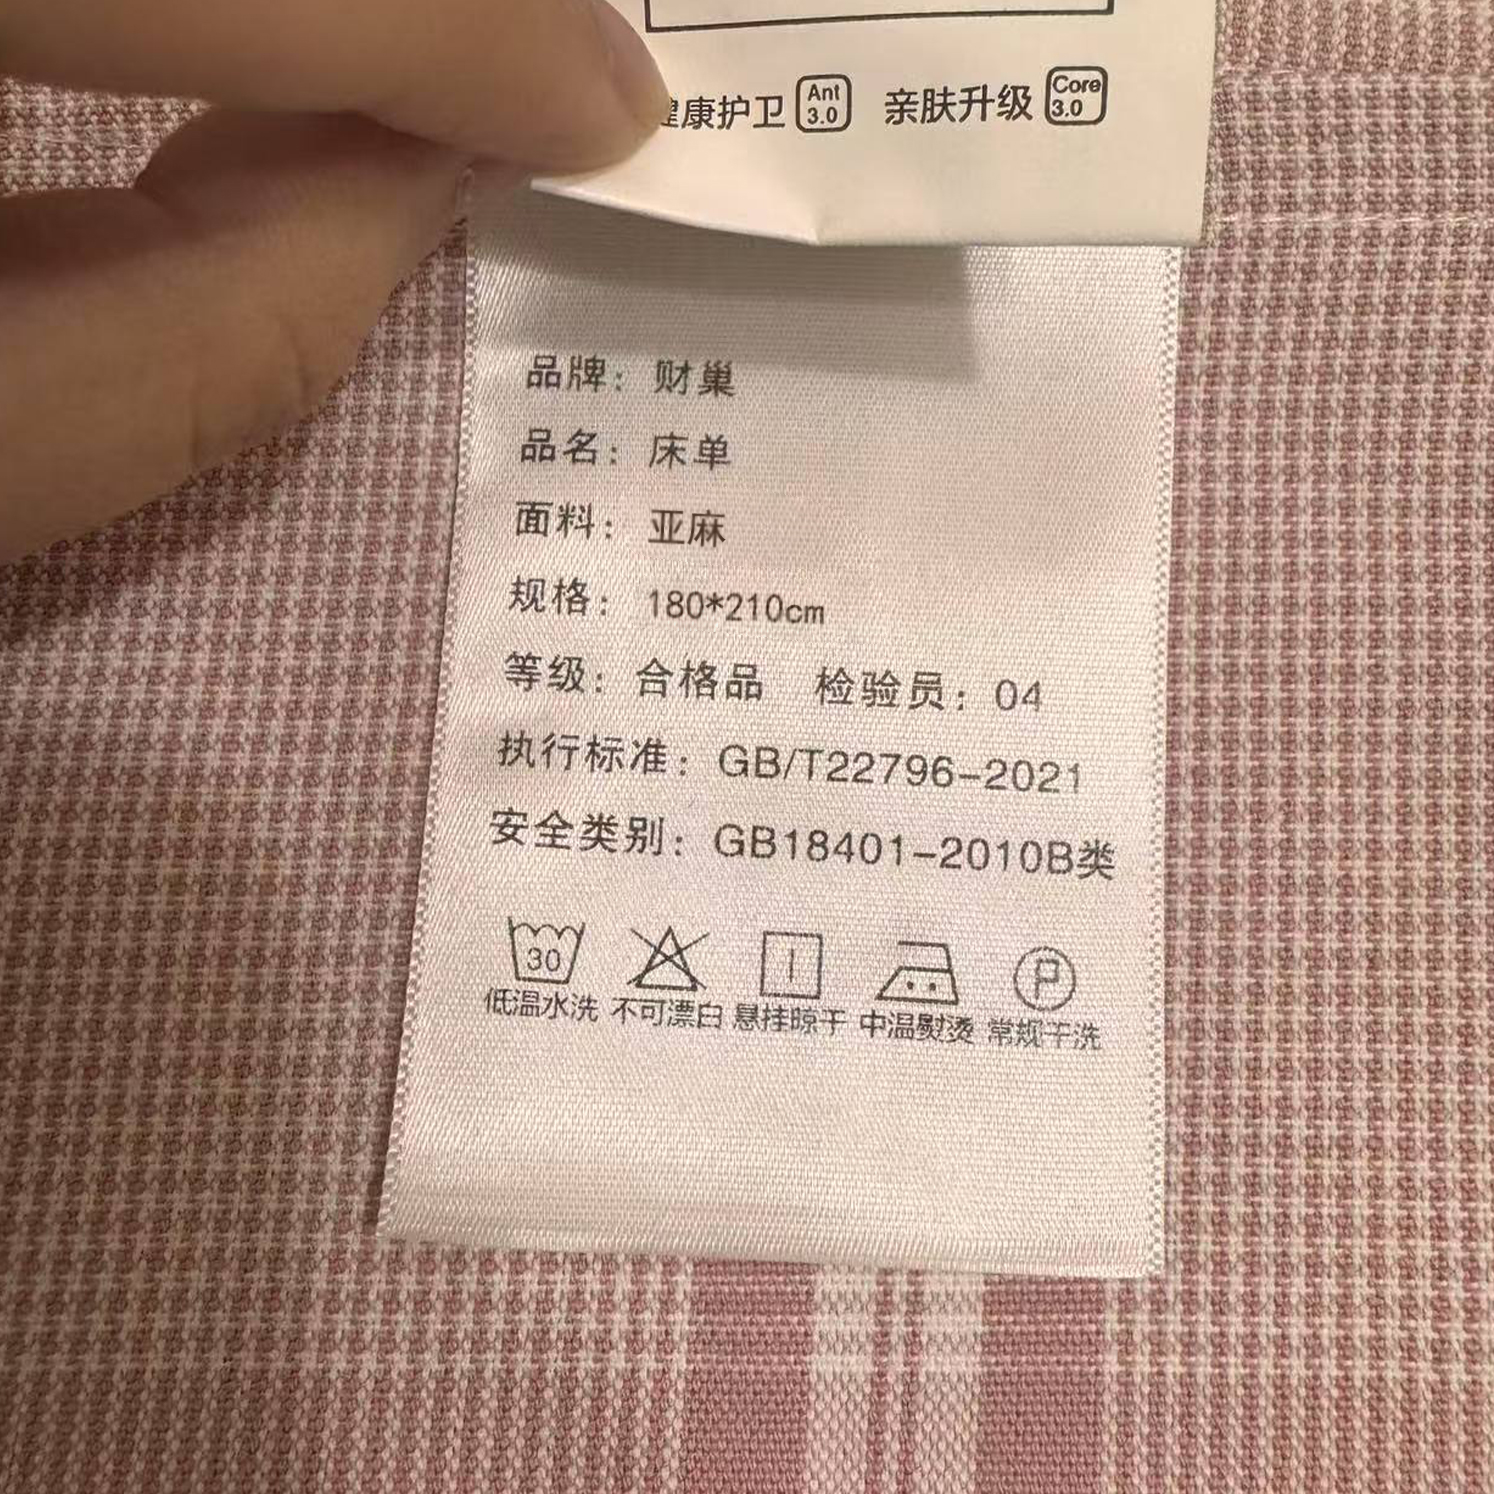 康护卫 Ant 3.0 亲肤升级 Core 3.0
品牌：财巢
品名：床单
面料：亚麻
规格：180*210cm
等级：合格品 检验员：04
执行标准：GB/T22796-2021
安全类别：GB18401-2010B类
30
P
低温水洗 不可漂白 悬挂晾干 中温熨烫 常规干洗